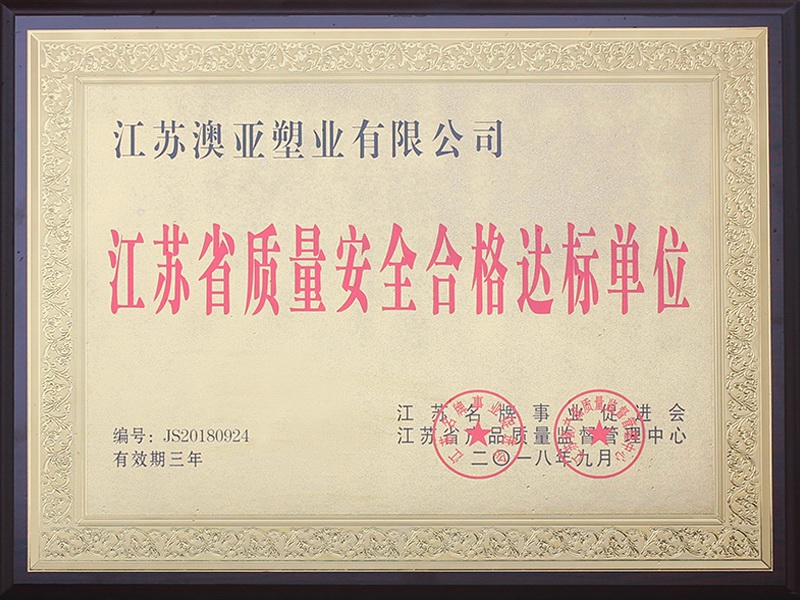 江苏澳亚塑业有限公司
江苏省质量安全合格达标单位
编号：JS20180924
有效期三年
江苏名牌事业促进会
江苏省产品质量监督管理中心
二〇一八年九月